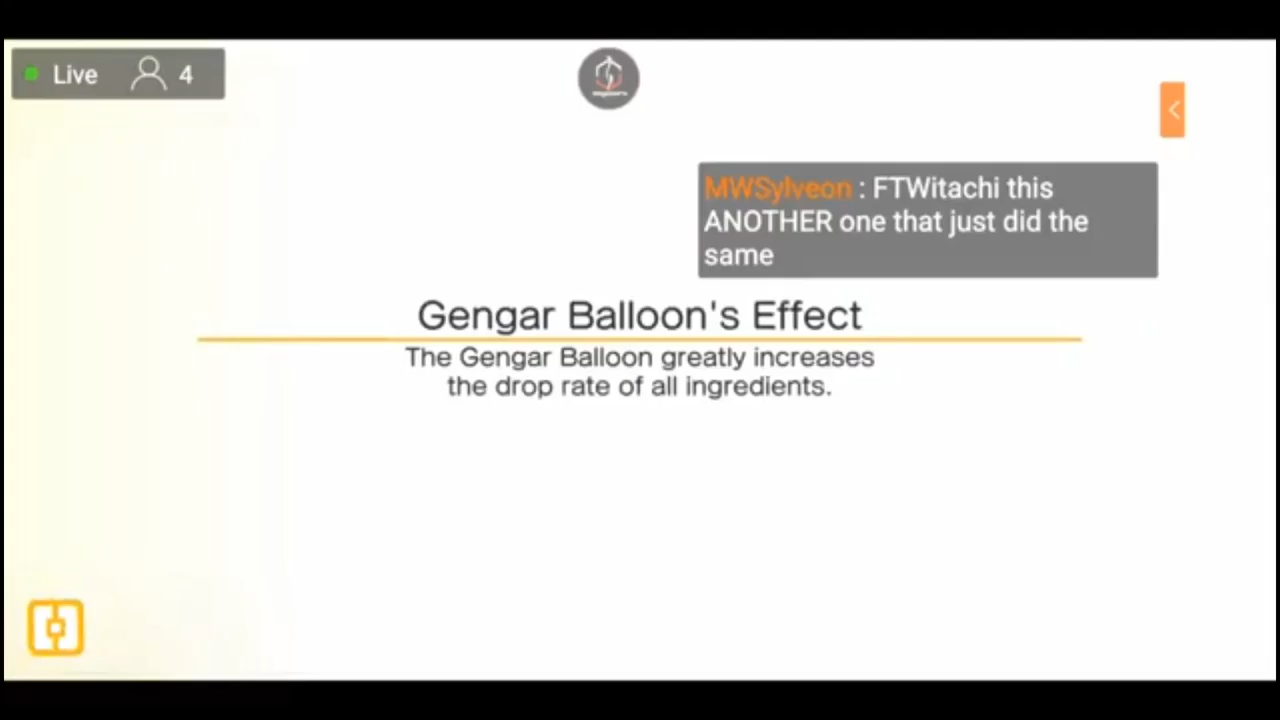 Live 4
MWSylveon : FTWitachi this
ANOTHER one that just did the
same
Gengar Balloon's Effect
The Gengar Balloon greatly increases
the drop rate of all ingredients.